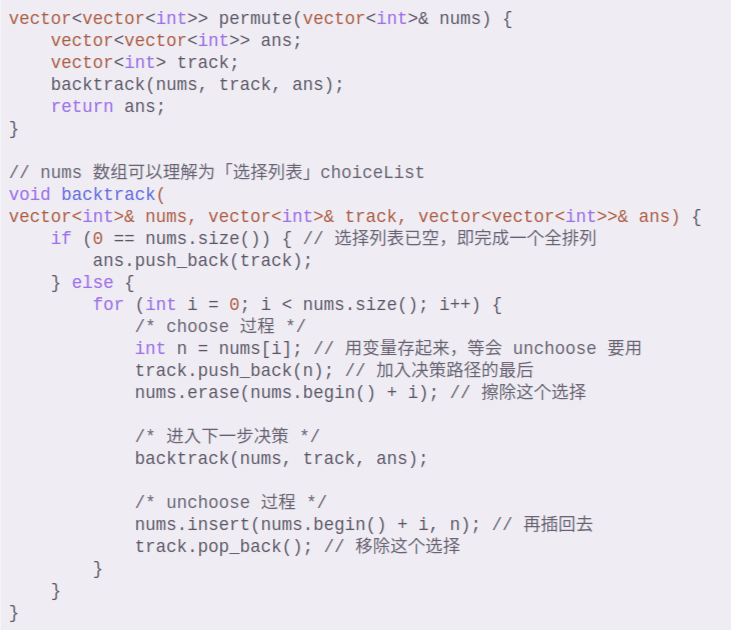 vector<vector<int>> permute(vector<int>& nums) {
    vector<vector<int>> ans;
    vector<int> track;
    backtrack(nums, track, ans);
    return ans;
}

// nums 数组可以理解为「选择列表」choiceList
void backtrack(
vector<int>& nums, vector<int>& track, vector<vector<int>>& ans) {
    if (0 == nums.size()) { // 选择列表已空，即完成一个全排列
        ans.push_back(track);
    } else {
        for (int i = 0; i < nums.size(); i++) {
            /* choose 过程 */
            int n = nums[i]; // 用变量存起来，等会 unchoose 要用
            track.push_back(n); // 加入决策路径的最后
            nums.erase(nums.begin() + i); // 擦除这个选择

            /* 进入下一步决策 */
            backtrack(nums, track, ans);

            /* unchoose 过程 */
            nums.insert(nums.begin() + i, n); // 再插回去
            track.pop_back(); // 移除这个选择
        }
    }
}